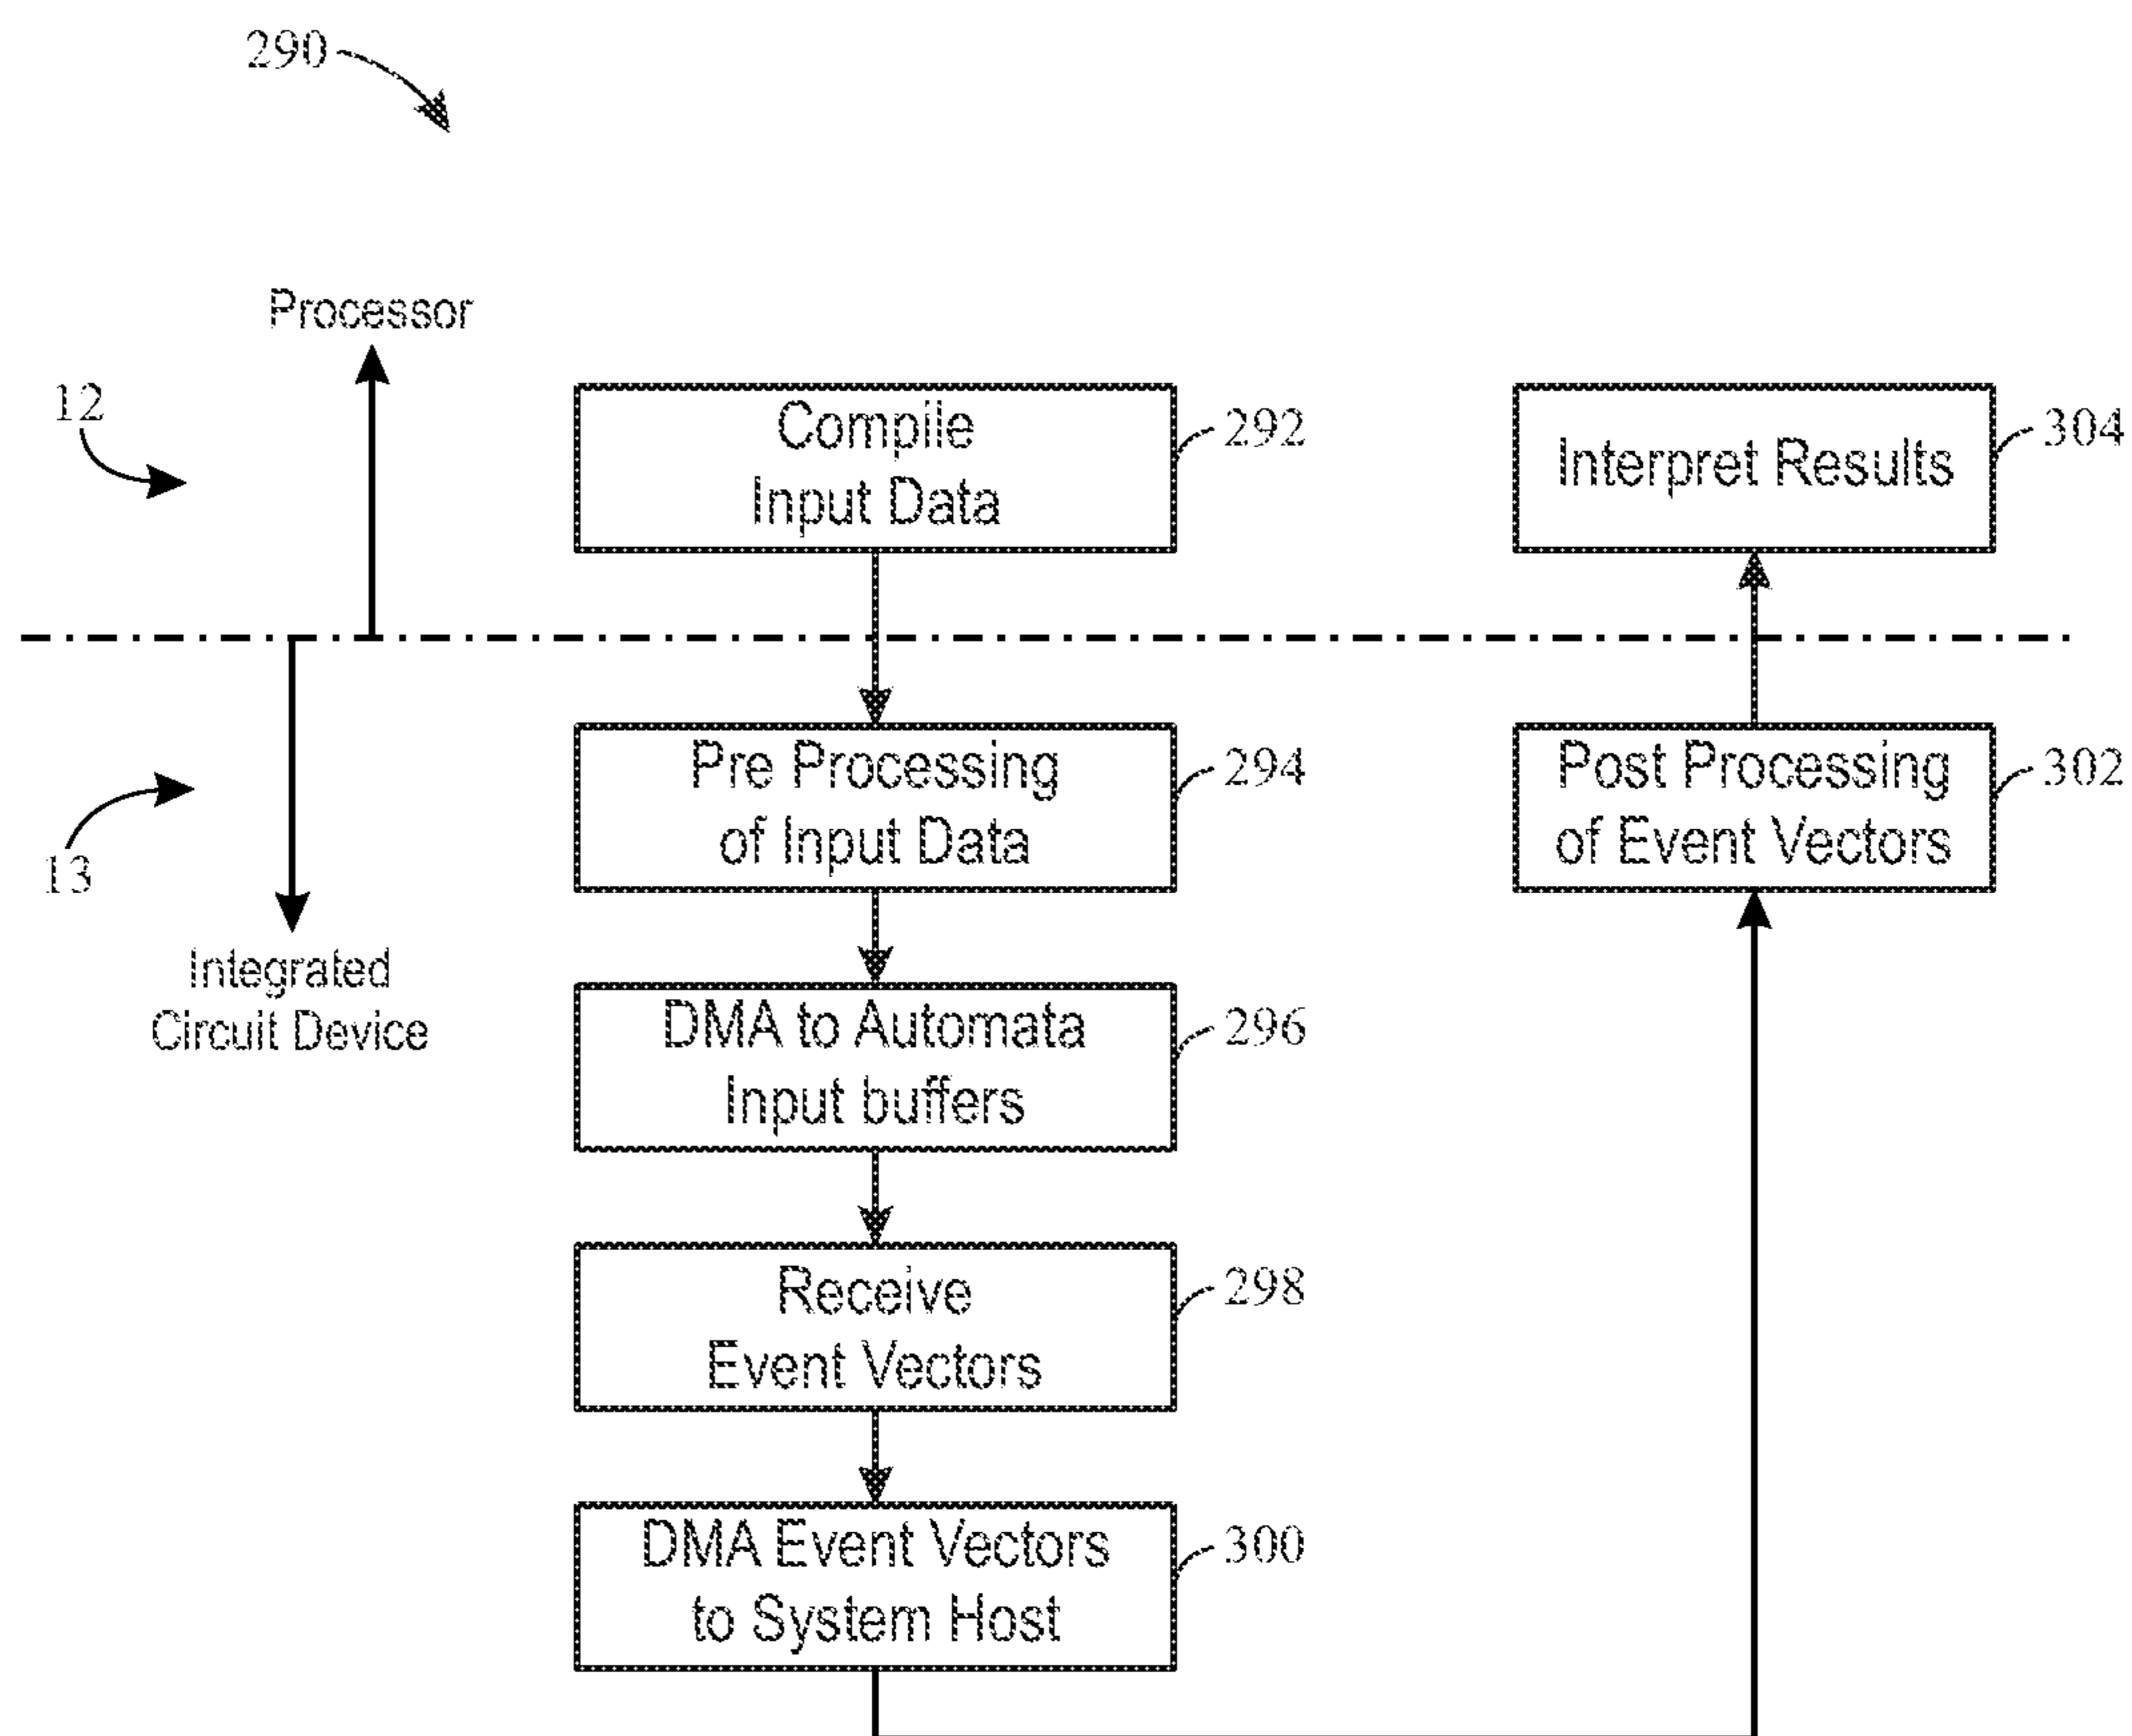 290
Processor
12
Compile
Input Data
292
Interpret Results
304
13
Integrated
Circuit Device
Pre Processing
of Input Data
294
Post Processing
of Event Vectors
302
DMA to Automata
Input buffers
296
Receive
Event Vectors
298
DMA Event Vectors
to System Host
300